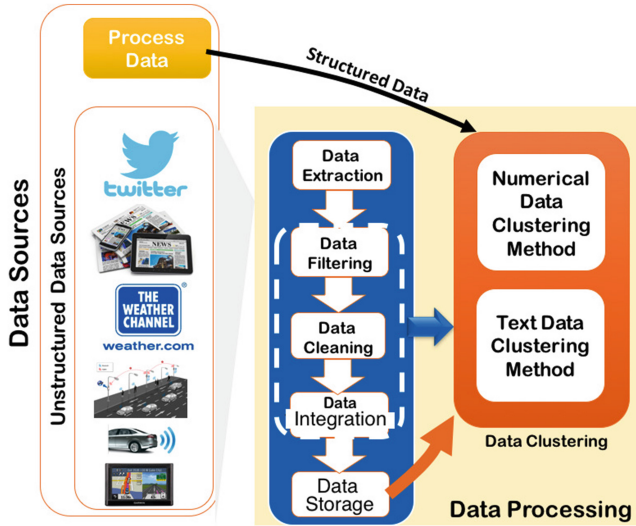 Process
Data
Structured Data
Data Sources
Unstructured Data Sources
twitter
NEWS
THE
WEATHER
CHANNEL
®
weather.com
Data
Extraction
Data
Filtering
Data
Cleaning
Data
Integration
Data
Storage
Numerical
Data
Clustering
Method
Text Data
Clustering
Method
Data Clustering
Data Processing